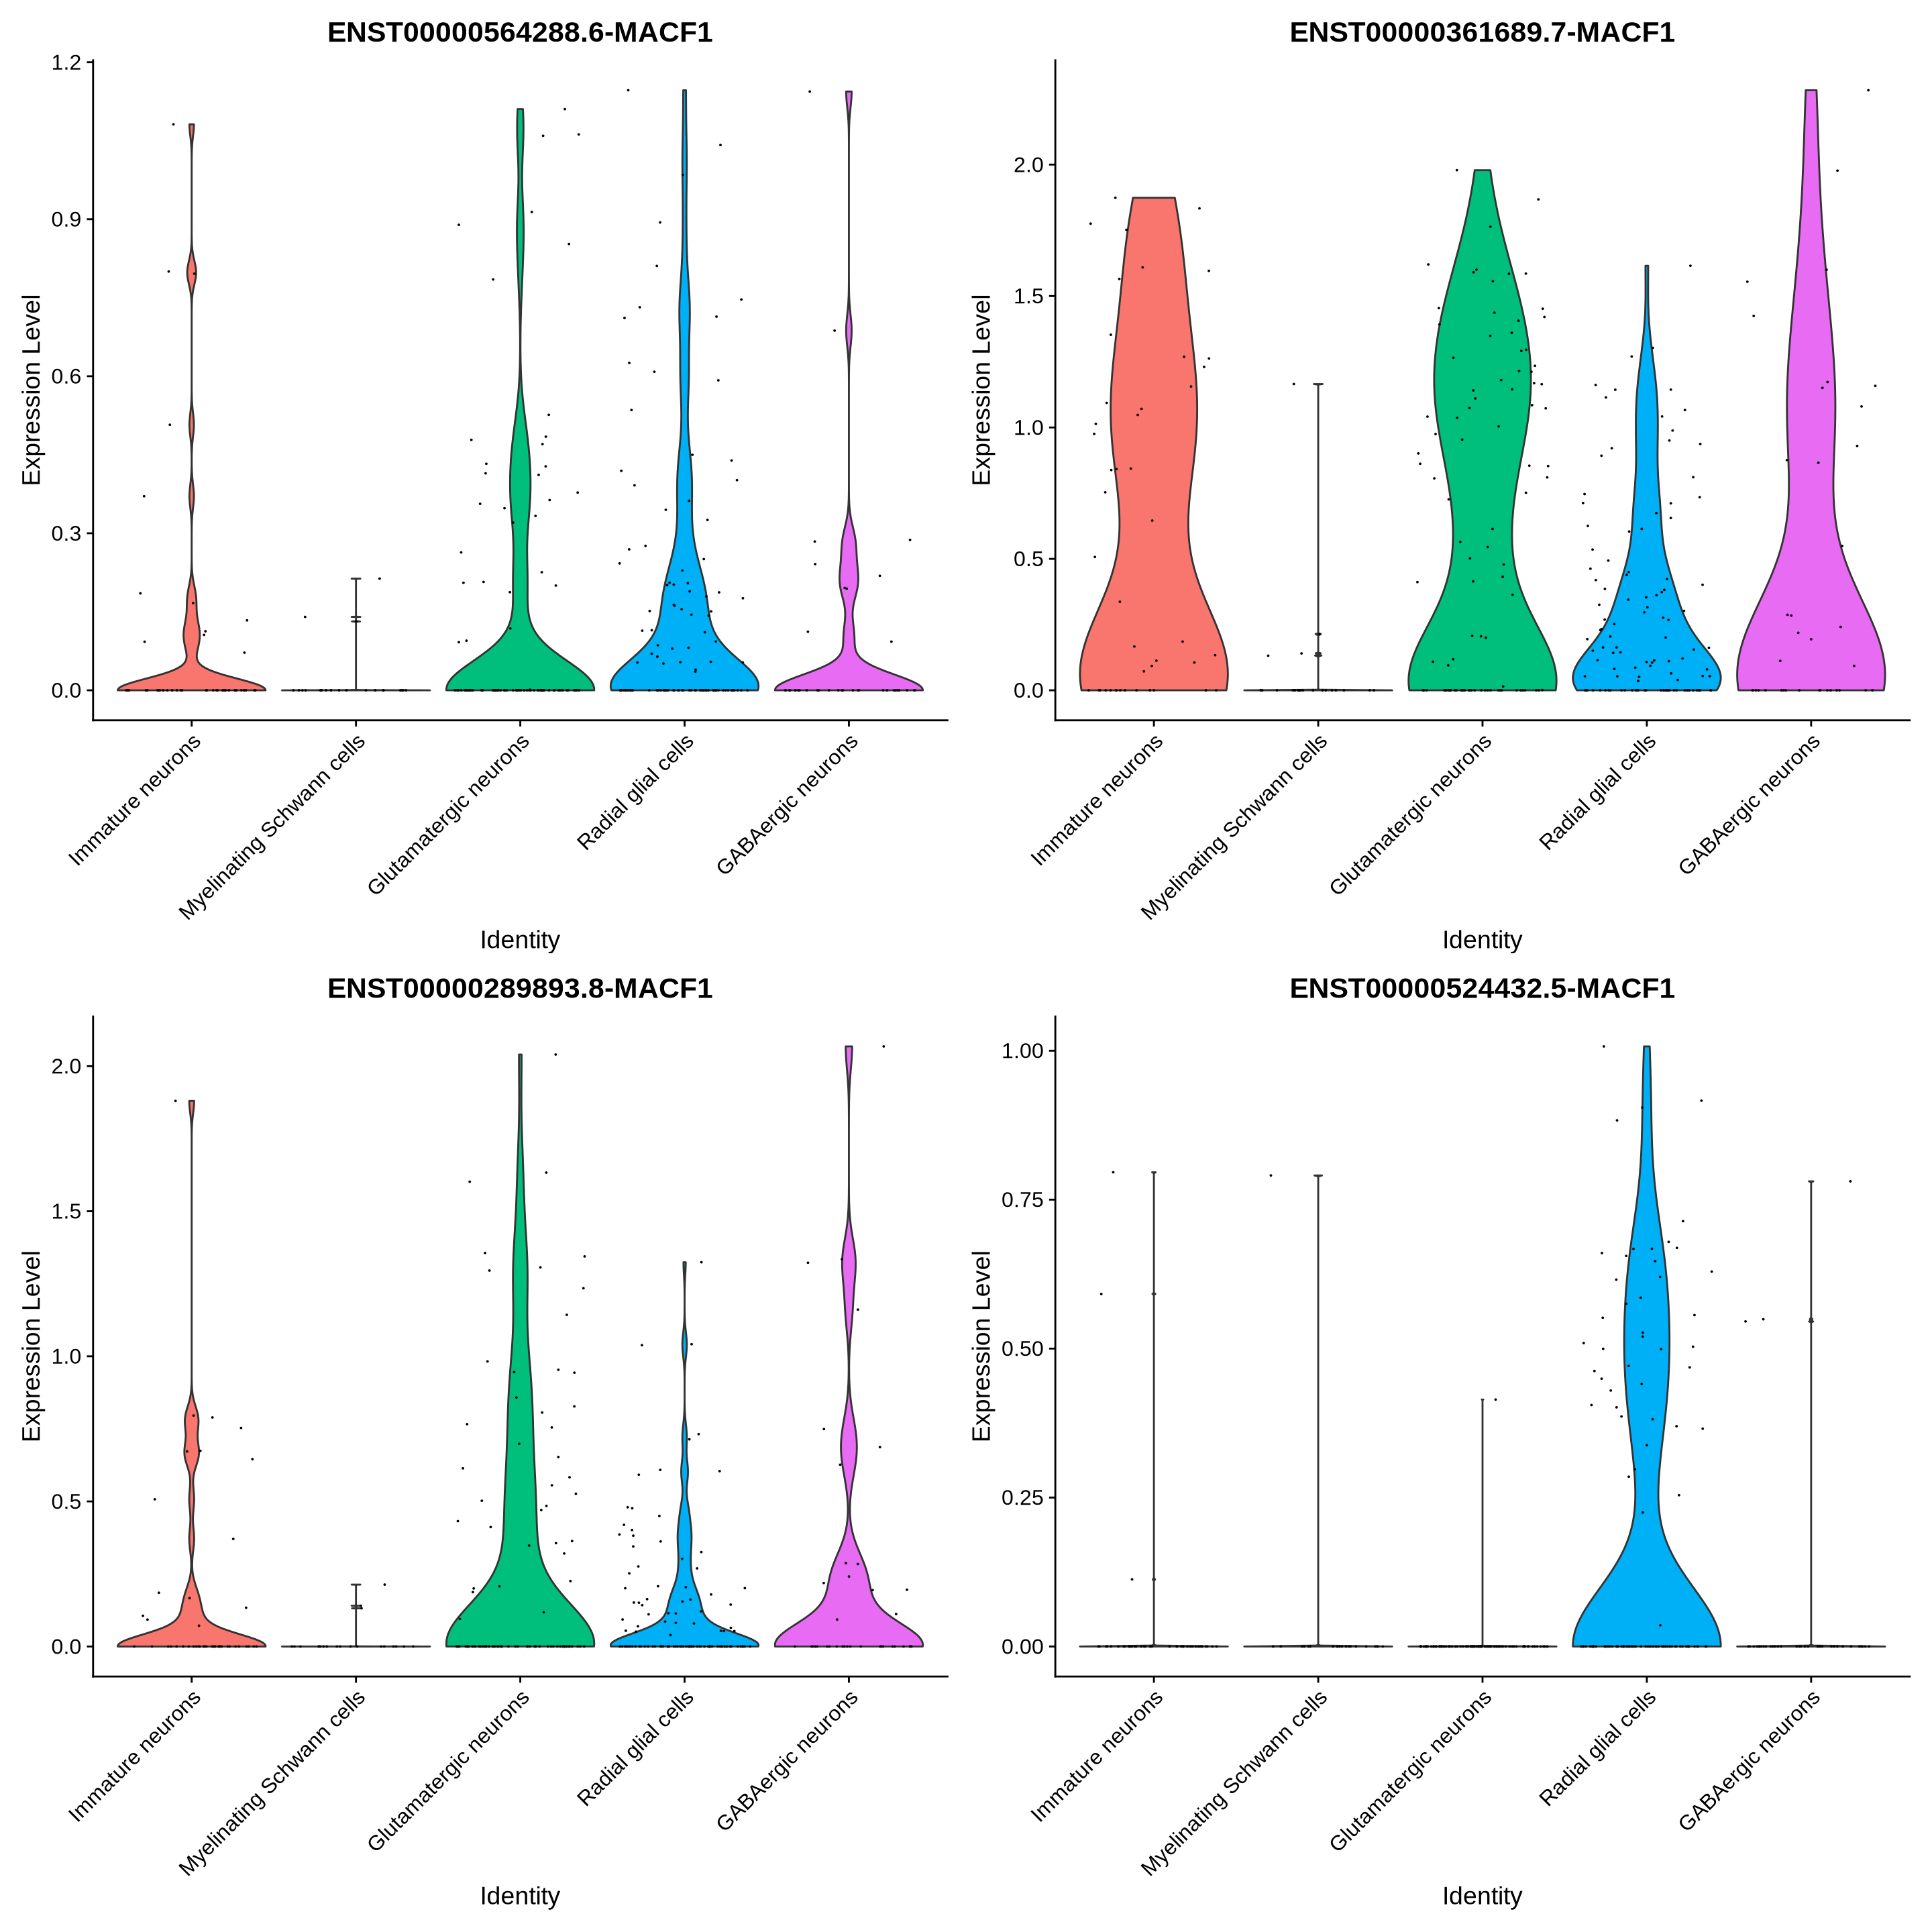 ENST00000564288.6-MACF1
Expression Level
1.2
0.9
0.6
0.3
0.0
Immature neurons
Myelinating Schwann cells
Glutamatergic neurons
Radial glial cells
GABAergic neurons
Identity
ENST00000361689.7-MACF1
Expression Level
2.0
1.5
1.0
0.5
0.0
Immature neurons
Myelinating Schwann cells
Glutamatergic neurons
Radial glial cells
GABAergic neurons
Identity
ENST00000289893.8-MACF1
Expression Level
2.0
1.5
1.0
0.5
0.0
Immature neurons
Myelinating Schwann cells
Glutamatergic neurons
Radial glial cells
GABAergic neurons
Identity
ENST00000524432.5-MACF1
Expression Level
1.00
0.75
0.50
0.25
0.00
Immature neurons
Myelinating Schwann cells
Glutamatergic neurons
Radial glial cells
GABAergic neurons
Identity